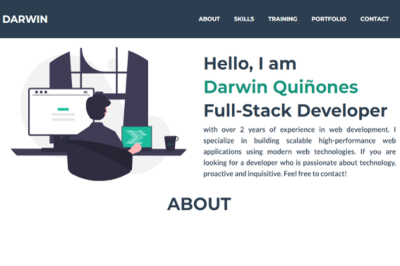 DARWIN
ABOUT SKILLS TRAINING PORTFOLIO CONTACT
Hello, I am
Darwin Quiñones
Full-Stack Developer
with over 2 years of experience in web development. I
specialize in building scalable high-performance web
applications using modern web technologies. If you are
looking for a developer who is passionate about technology,
proactive and inquisitive. Feel free to contact!
ABOUT